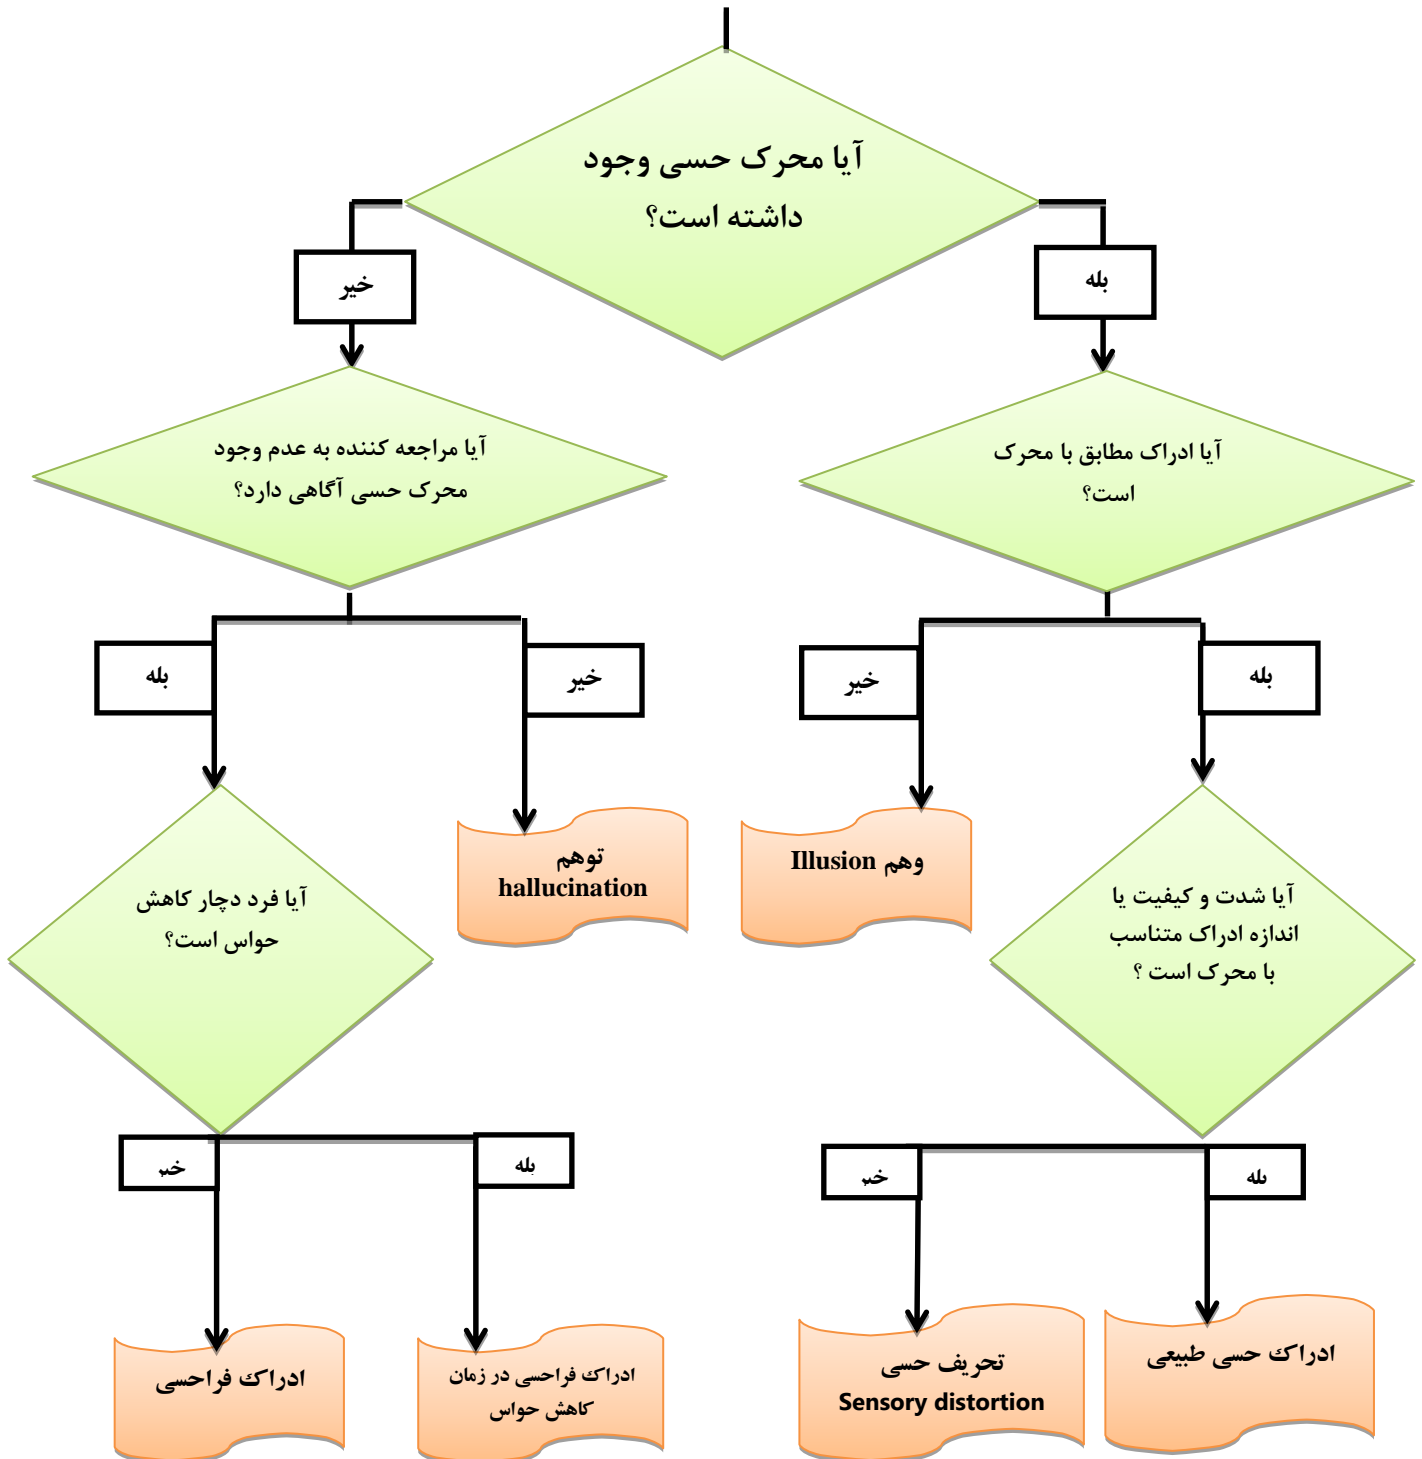 آیا محرک حسی وجود
داشته است؟
بله
خیر
آیا ادراک مطابق با محرک
است؟
آیا مراجعه کننده به عدم وجود
محرک حسی آگاهی دارد؟
بله
خیر
خیر
بله
وهم Illusion
توهم
hallucination
آیا شدت و کیفیت یا
اندازه ادراک متناسب
با محرک است ؟
آیا فرد دچار کاهش
حواس است؟
بله
خیر
بله
خیر
ادراک حسی طبیعی
تحریف حسی
Sensory distortion
ادراک فراحسی در زمان
کاهش حواس
ادراک فراحسی